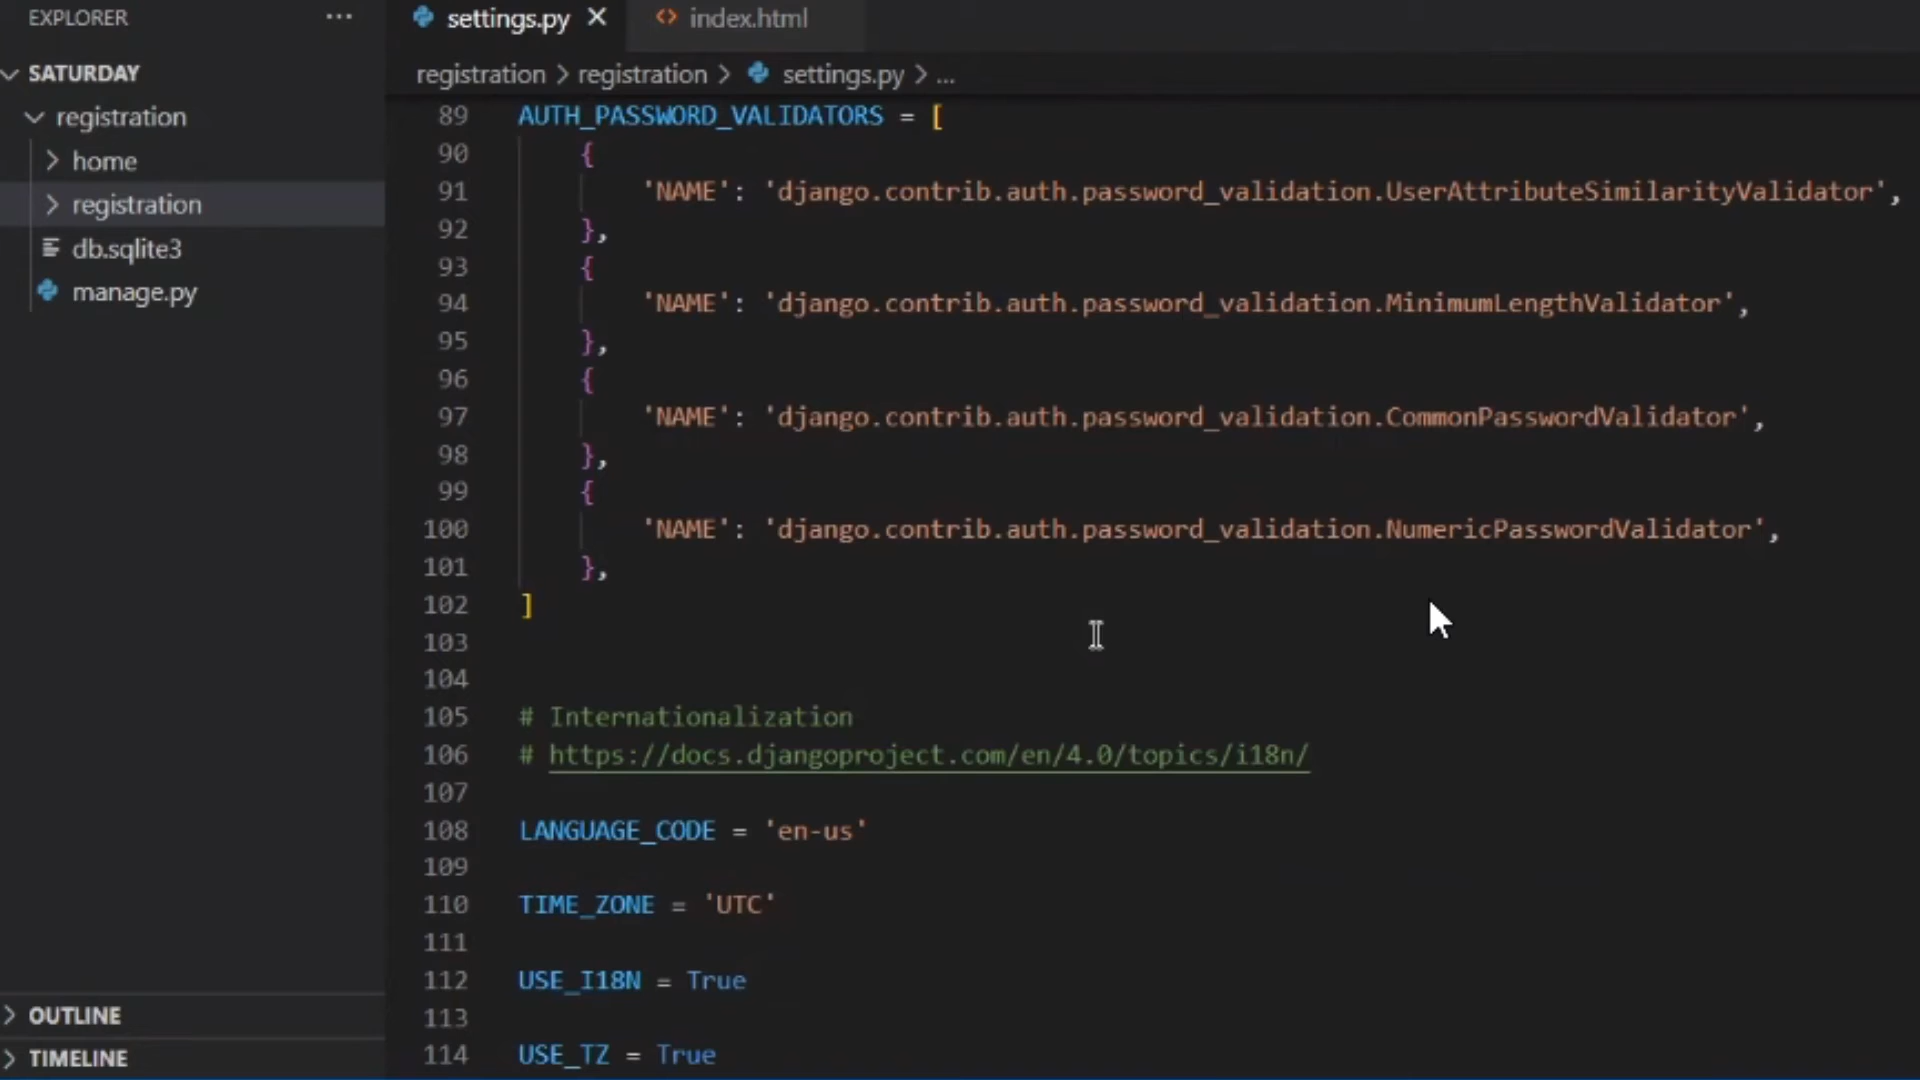 EXPLORER ···
SATURDAY
registration
home
registration
db.sqlite3
manage.py
OUTLINE
TIMELINE
settings.py
index.html
registration > registration > settings.py > ...
89 AUTH_PASSWORD_VALIDATORS = [
90 {
91 'NAME': 'django.contrib.auth.password_validation.UserAttributeSimilarityValidator',
92 },
93 {
94 'NAME': 'django.contrib.auth.password_validation.MinimumLengthValidator',
95 },
96 {
97 'NAME': 'django.contrib.auth.password_validation.CommonPasswordValidator',
98 },
99 {
100 'NAME': 'django.contrib.auth.password_validation.NumericPasswordValidator',
101 },
102 ]
103
104
105 # Internationalization
106 # https://docs.djangoproject.com/en/4.0/topics/i18n/
107
108 LANGUAGE_CODE = 'en-us'
109
110 TIME_ZONE = 'UTC'
111
112 USE_I18N = True
113
114 USE_TZ = True